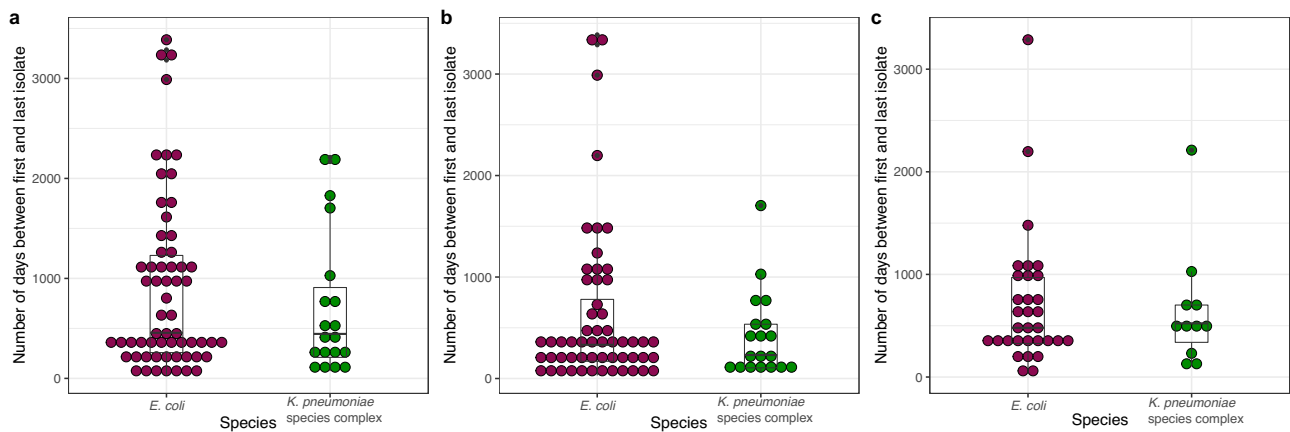 a
Number of days between first and last isolate
3000
2000
1000
0
E. coli
K. pneumoniae
species complex
Species
b
Number of days between first and last isolate
3000
2000
1000
0
E. coli
K. pneumoniae
species complex
Species
c
Number of days between first and last isolate
3000
2000
1000
0
E. coli
K. pneumoniae
species complex
Species